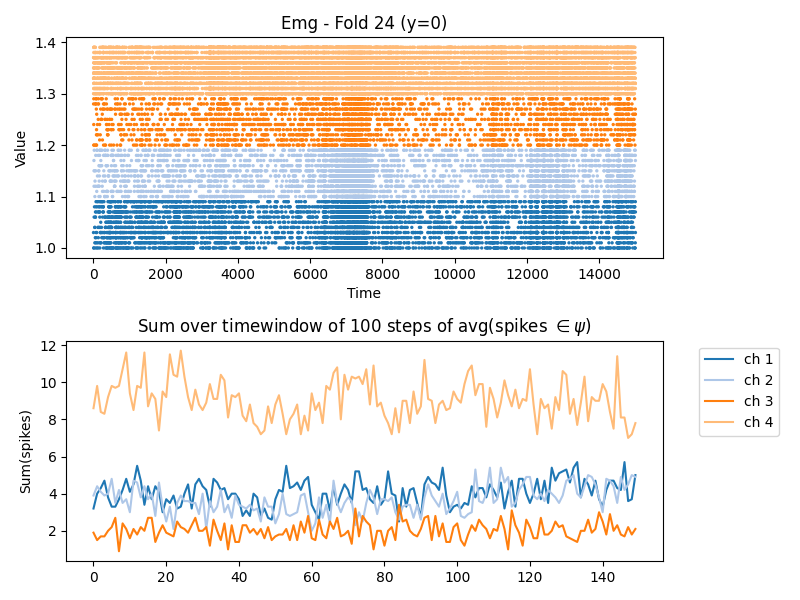 Emg - Fold 24 (y=0)
Value
1.4
1.3
1.2
1.1
1.0
0 2000 4000 6000 8000 10000 12000 14000
Time
Sum over timewindow of 100 steps of avg(spikes ∈ ψ)
Sum(spikes)
12
10
8
6
4
2
0 20 40 60 80 100 120 140
ch 1
ch 2
ch 3
ch 4